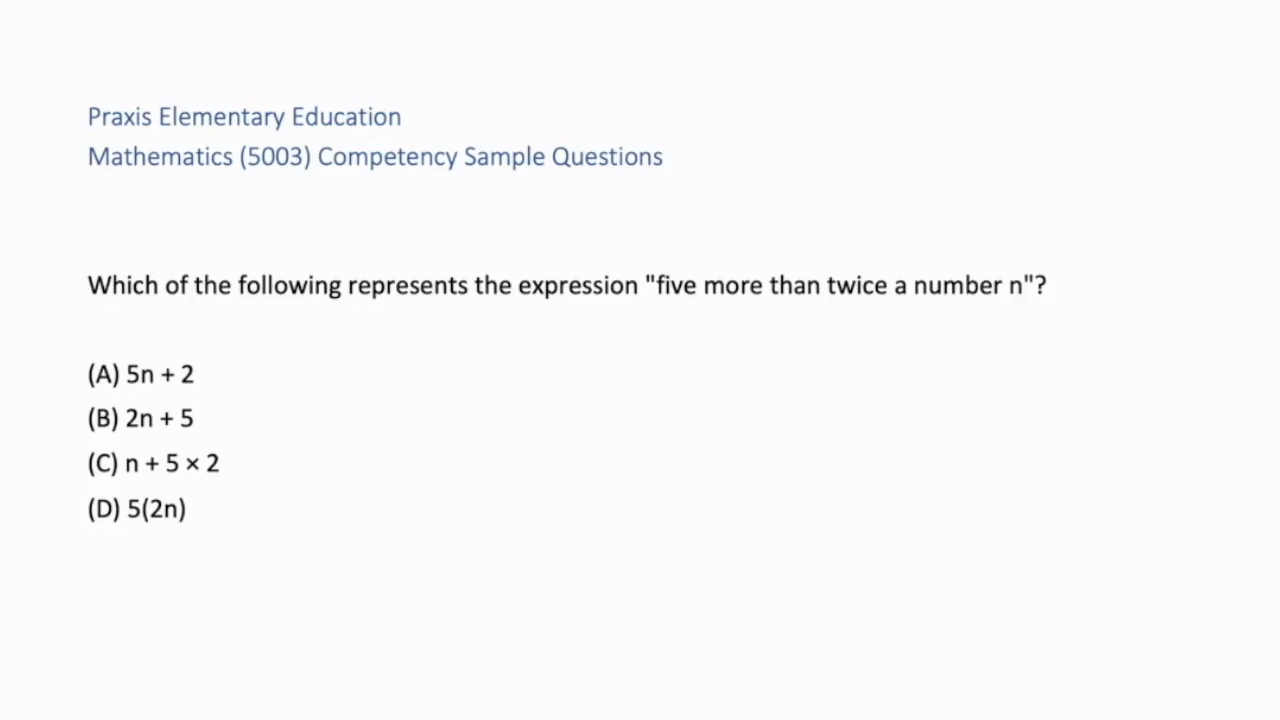 Praxis Elementary Education
Mathematics (5003) Competency Sample Questions
Which of the following represents the expression "five more than twice a number n"?
(A) 5n + 2
(B) 2n + 5
(C) n + 5 × 2
(D) 5(2n)